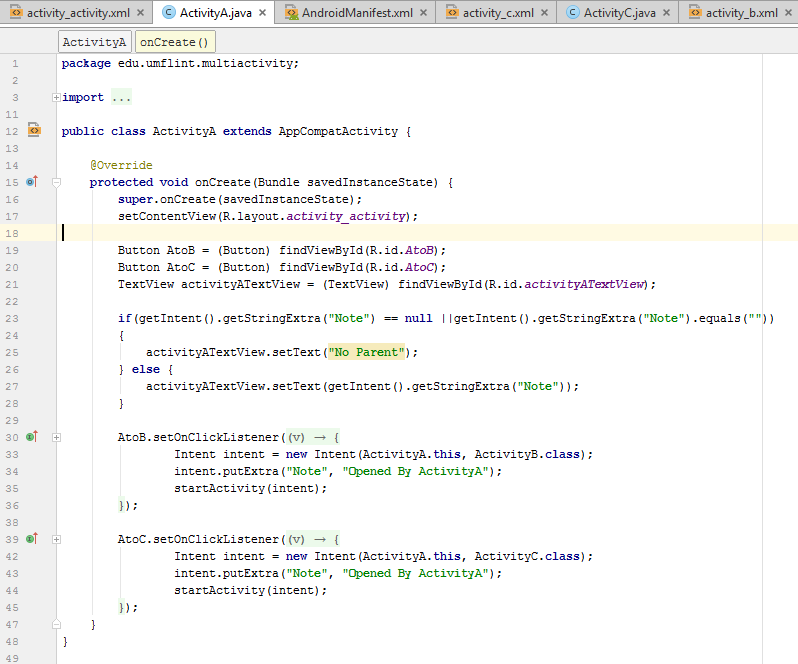 activity_activity.xml × ActivityA.java × AndroidManifest.xml × activity_c.xml × ActivityC.java × activity_b.xml ×
ActivityA onCreate()
1 package edu.umflint.multiactivity;
2
3 import ...
11
12 public class ActivityA extends AppCompatActivity {
13
14 @Override
15 protected void onCreate(Bundle savedInstanceState) {
16 super.onCreate(savedInstanceState);
17 setContentView(R.layout.activity_activity);
18
19 Button AtoB = (Button) findViewById(R.id.AtoB);
20 Button AtoC = (Button) findViewById(R.id.AtoC);
21 TextView activityATextView = (TextView) findViewById(R.id.activityATextView);
22
23 if(getIntent().getStringExtra("Note") == null ||getIntent().getStringExtra("Note").equals(""))
24 {
25 activityATextView.setText("No Parent");
26 } else {
27 activityATextView.setText(getIntent().getStringExtra("Note"));
28 }
29
30 AtoB.setOnClickListener((v) → {
33 Intent intent = new Intent(ActivityA.this, ActivityB.class);
34 intent.putExtra("Note", "Opened By ActivityA");
35 startActivity(intent);
36 });
38
39 AtoC.setOnClickListener((v) → {
42 Intent intent = new Intent(ActivityA.this, ActivityC.class);
43 intent.putExtra("Note", "Opened By ActivityA");
44 startActivity(intent);
45 });
47 }
48 }
49